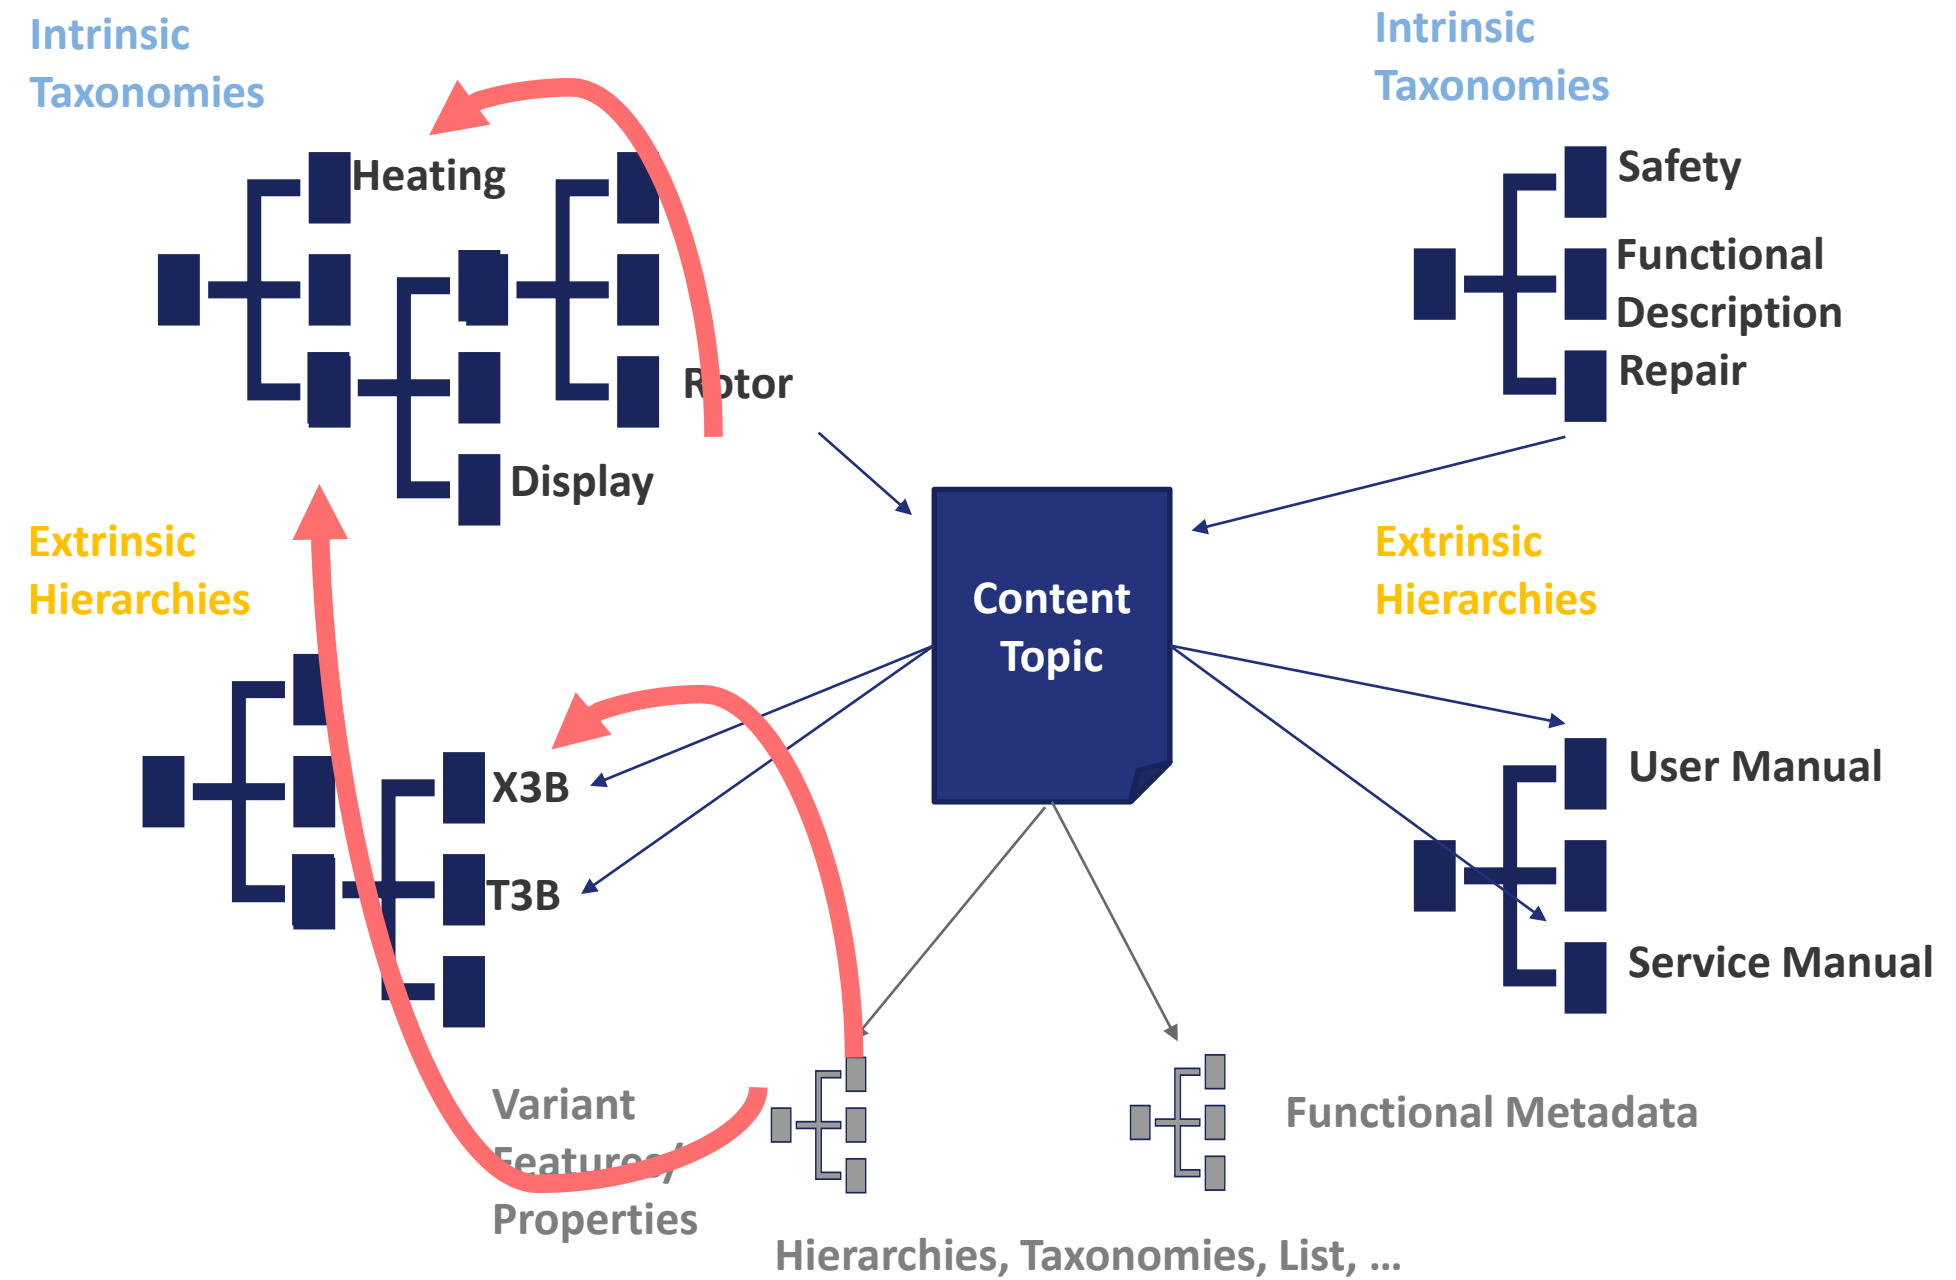 Intrinsic
Taxonomies
Intrinsic
Taxonomies
Heating
Rotor
Display
Safety
Functional
Description
Repair
Extrinsic
Hierarchies
Content
Topic
Extrinsic
Hierarchies
X3B
T3B
User Manual
Service Manual
Variant
Features/
Properties
Functional Metadata
Hierarchies, Taxonomies, List, ...